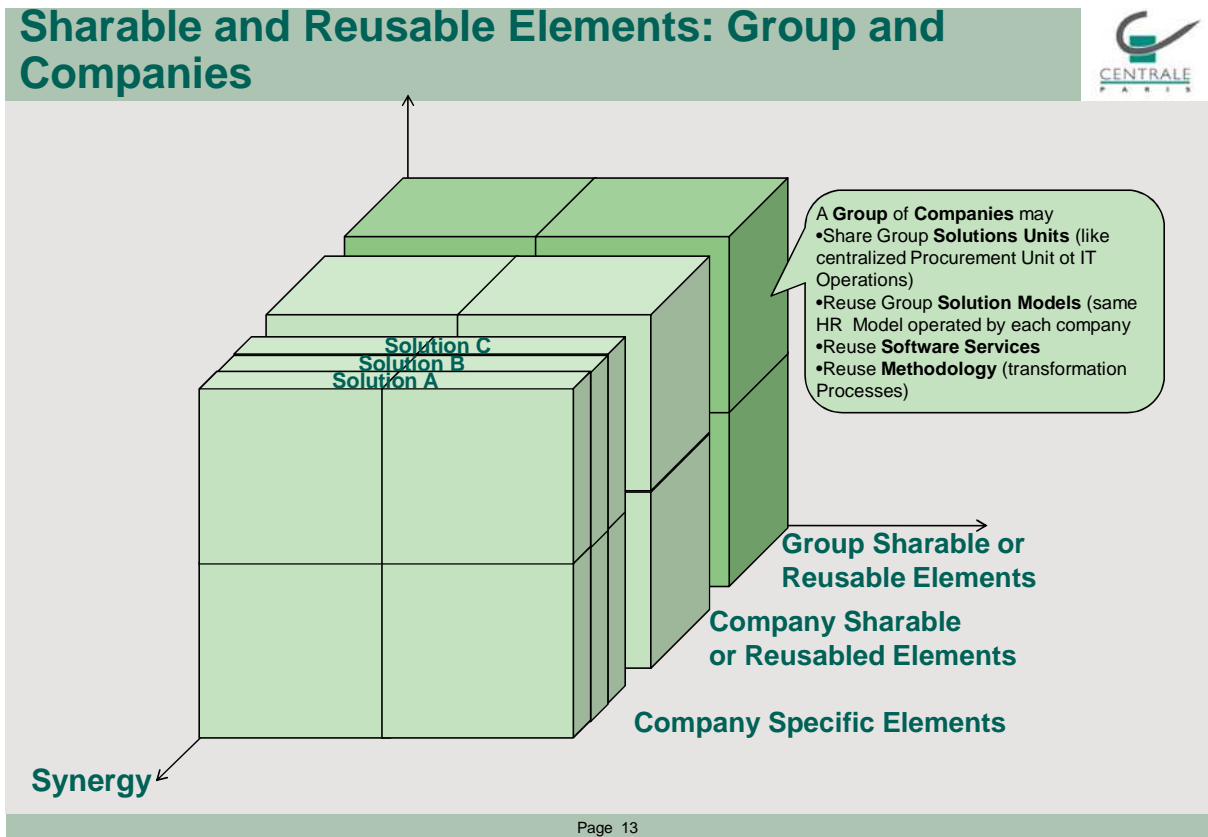 Sharable and Reusable Elements: Group and
Companies
CENTRALE
P A R I S
A Group of Companies may
•Share Group Solutions Units (like
centralized Procurement Unit ot IT
Operations)
•Reuse Group Solution Models (same
HR Model operated by each company
•Reuse Software Services
•Reuse Methodology (transformation
Processes)
Solution C
Solution B
Solution A
Group Sharable or
Reusable Elements
Company Sharable
or Reusabled Elements
Company Specific Elements
Synergy
Page 13